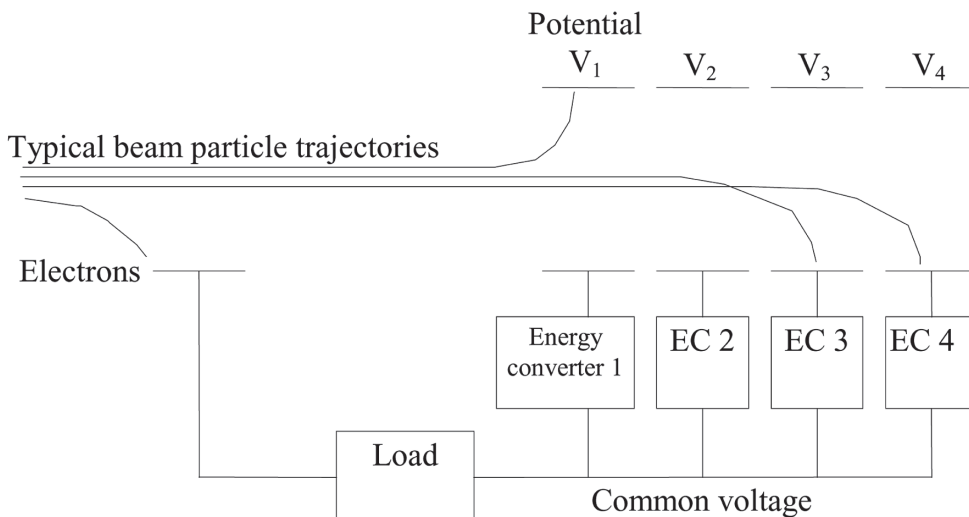 Potential
V₁ V₂ V₃ V₄
Typical beam particle trajectories
Electrons
Energy
converter 1
EC 2
EC 3
EC 4
Load
Common voltage